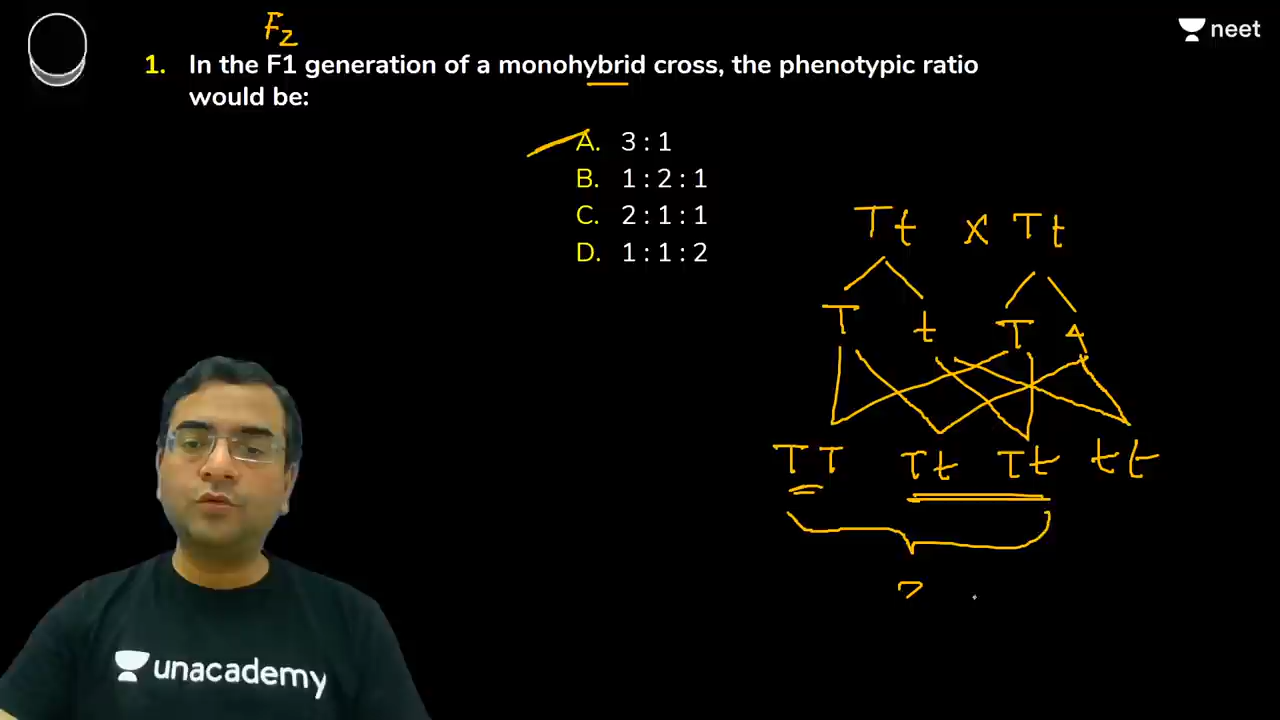 F2
neet
1. In the F1 generation of a monohybrid cross, the phenotypic ratio
would be:
A. 3 : 1
B. 1 : 2 : 1
C. 2 : 1 : 1
D. 1 : 1 : 2
Tt x Tt
T t T
TT Tt Tt tt
unacademy